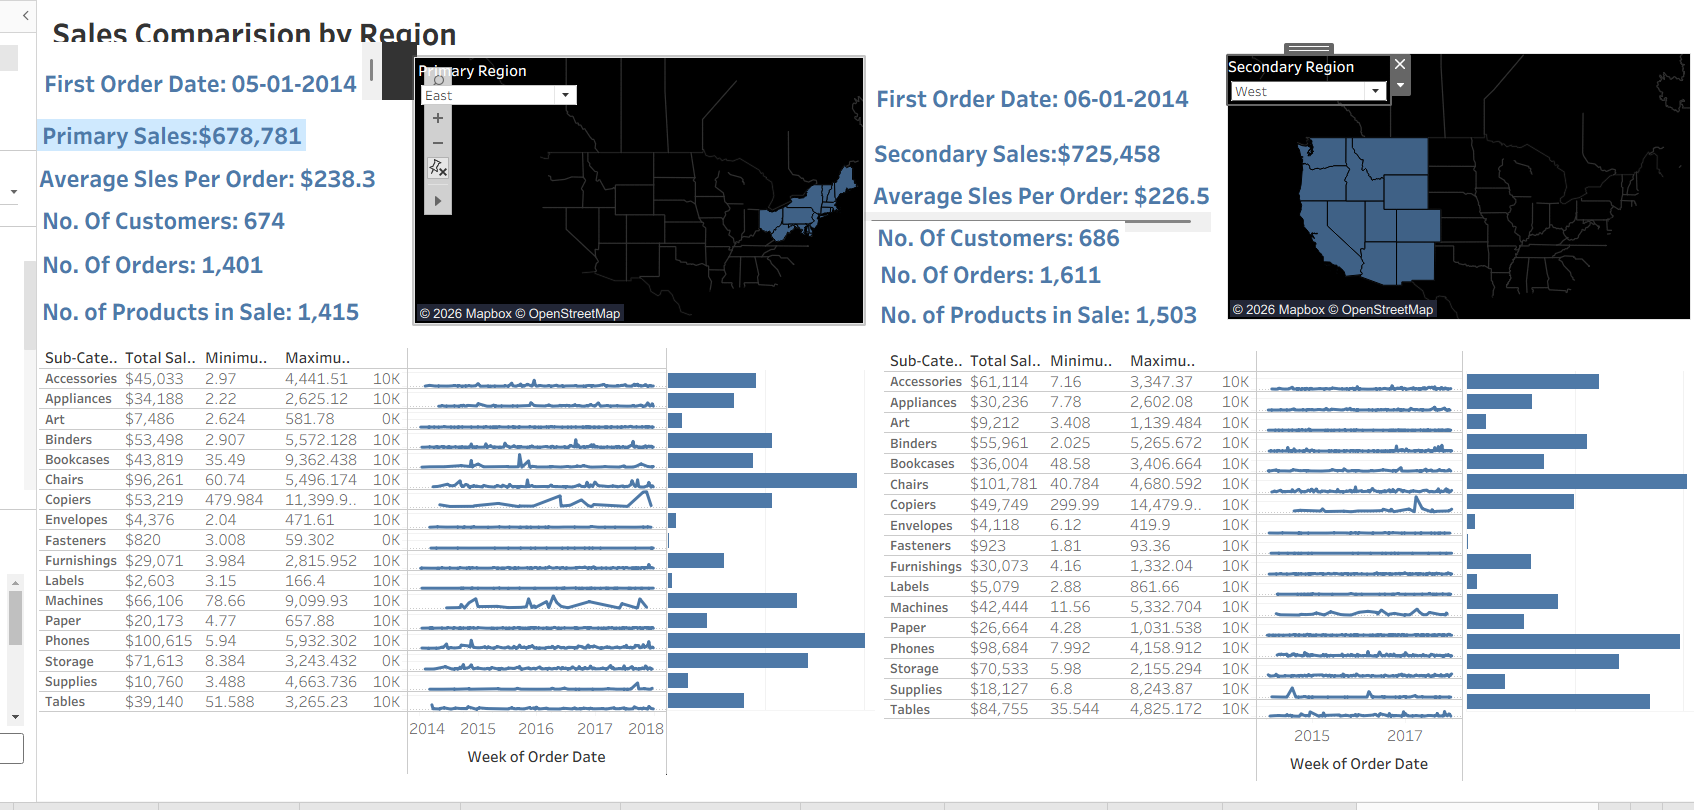 Sales Comparision by Region
First Order Date: 05-01-2014
Primary Sales:$678,781
Average Sles Per Order: $238.3
No. Of Customers: 674
No. Of Orders: 1,401
No. of Products in Sale: 1,415
Primary Region
East
© 2026 Mapbox © OpenStreetMap
First Order Date: 06-01-2014
Secondary Sales:$725,458
Average Sles Per Order: $226.5
No. Of Customers: 686
No. Of Orders: 1,611
No. of Products in Sale: 1,503
Secondary Region
West
© 2026 Mapbox © OpenStreetMap
Sub-Cate.. Total Sal.. Minimu.. Maximu..
Accessories $45,033 2.97 4,441.51 10K
Appliances $34,188 2.22 2,625.12 10K
Art $7,486 2.624 581.78 0K
Binders $53,498 2.907 5,572.128 10K
Bookcases $43,819 35.49 9,362.438 10K
Chairs $96,261 60.74 5,496.174 10K
Copiers $53,219 479.984 11,399.9.. 10K
Envelopes $4,376 2.04 471.61 10K
Fasteners $820 3.008 59.302 0K
Furnishings $29,071 3.984 2,815.952 10K
Labels $2,603 3.15 166.4 10K
Machines $66,106 78.66 9,099.93 10K
Paper $20,173 4.77 657.88 10K
Phones $100,615 5.94 5,932.302 10K
Storage $71,613 8.384 3,243.432 0K
Supplies $10,760 3.488 4,663.736 10K
Tables $39,140 51.588 3,265.23 10K
2014 2015 2016 2017 2018
Week of Order Date
Sub-Cate.. Total Sal.. Minimu.. Maximu..
Accessories $61,114 7.16 3,347.37 10K
Appliances $30,236 7.78 2,602.08 10K
Art $9,212 3.408 1,139.484 10K
Binders $55,961 2.025 5,265.672 10K
Bookcases $36,004 48.58 3,406.664 10K
Chairs $101,781 40.784 4,680.592 10K
Copiers $49,749 299.99 14,479.9.. 10K
Envelopes $4,118 6.12 419.9 10K
Fasteners $923 1.81 93.36 10K
Furnishings $30,073 4.16 1,332.04 10K
Labels $5,079 2.88 861.66 10K
Machines $42,444 11.56 5,332.704 10K
Paper $26,664 4.28 1,031.538 10K
Phones $98,684 7.992 4,158.912 10K
Storage $70,533 5.98 2,155.294 10K
Supplies $18,127 6.8 8,243.87 10K
Tables $84,755 35.544 4,825.172 10K
2015 2017
Week of Order Date